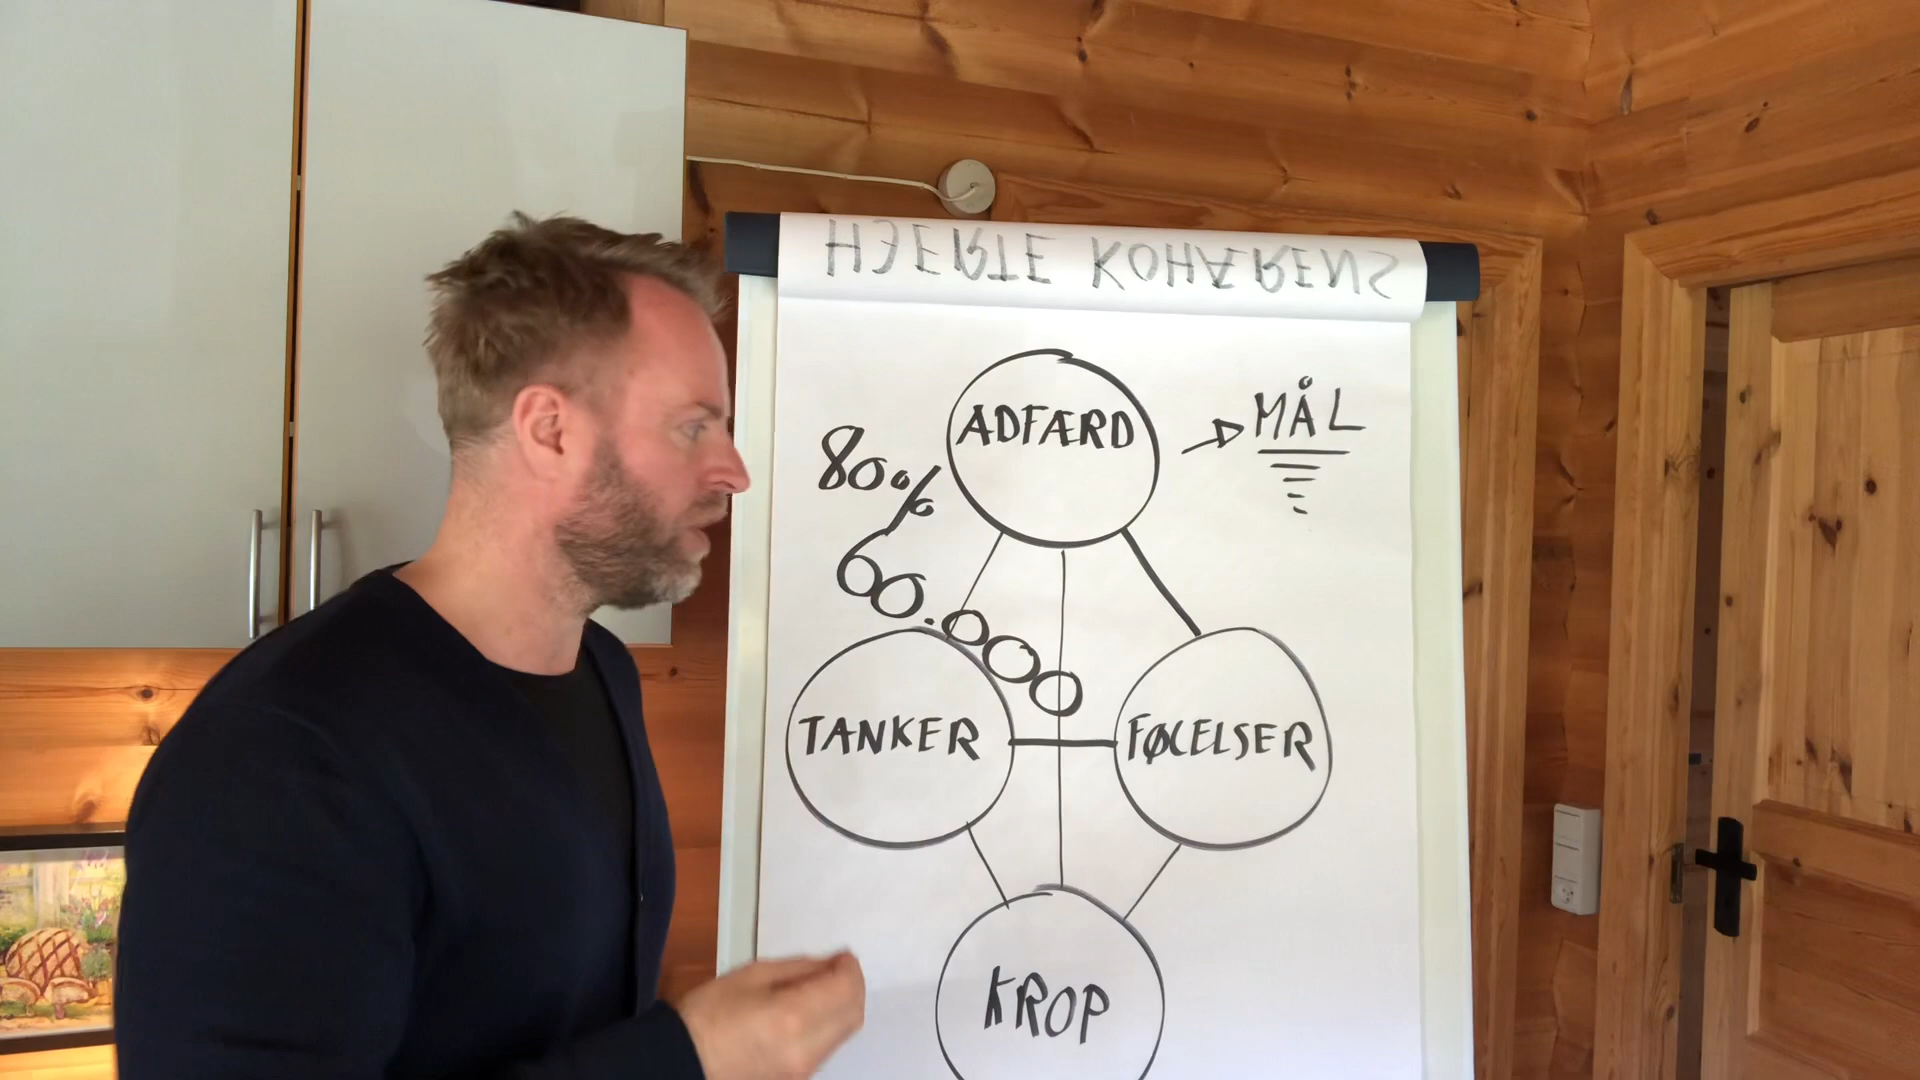 HJERTE KOHÆRENS
ADFÆRD
MÅL
80%
60.000
TANKER
FØLELSER
KROP